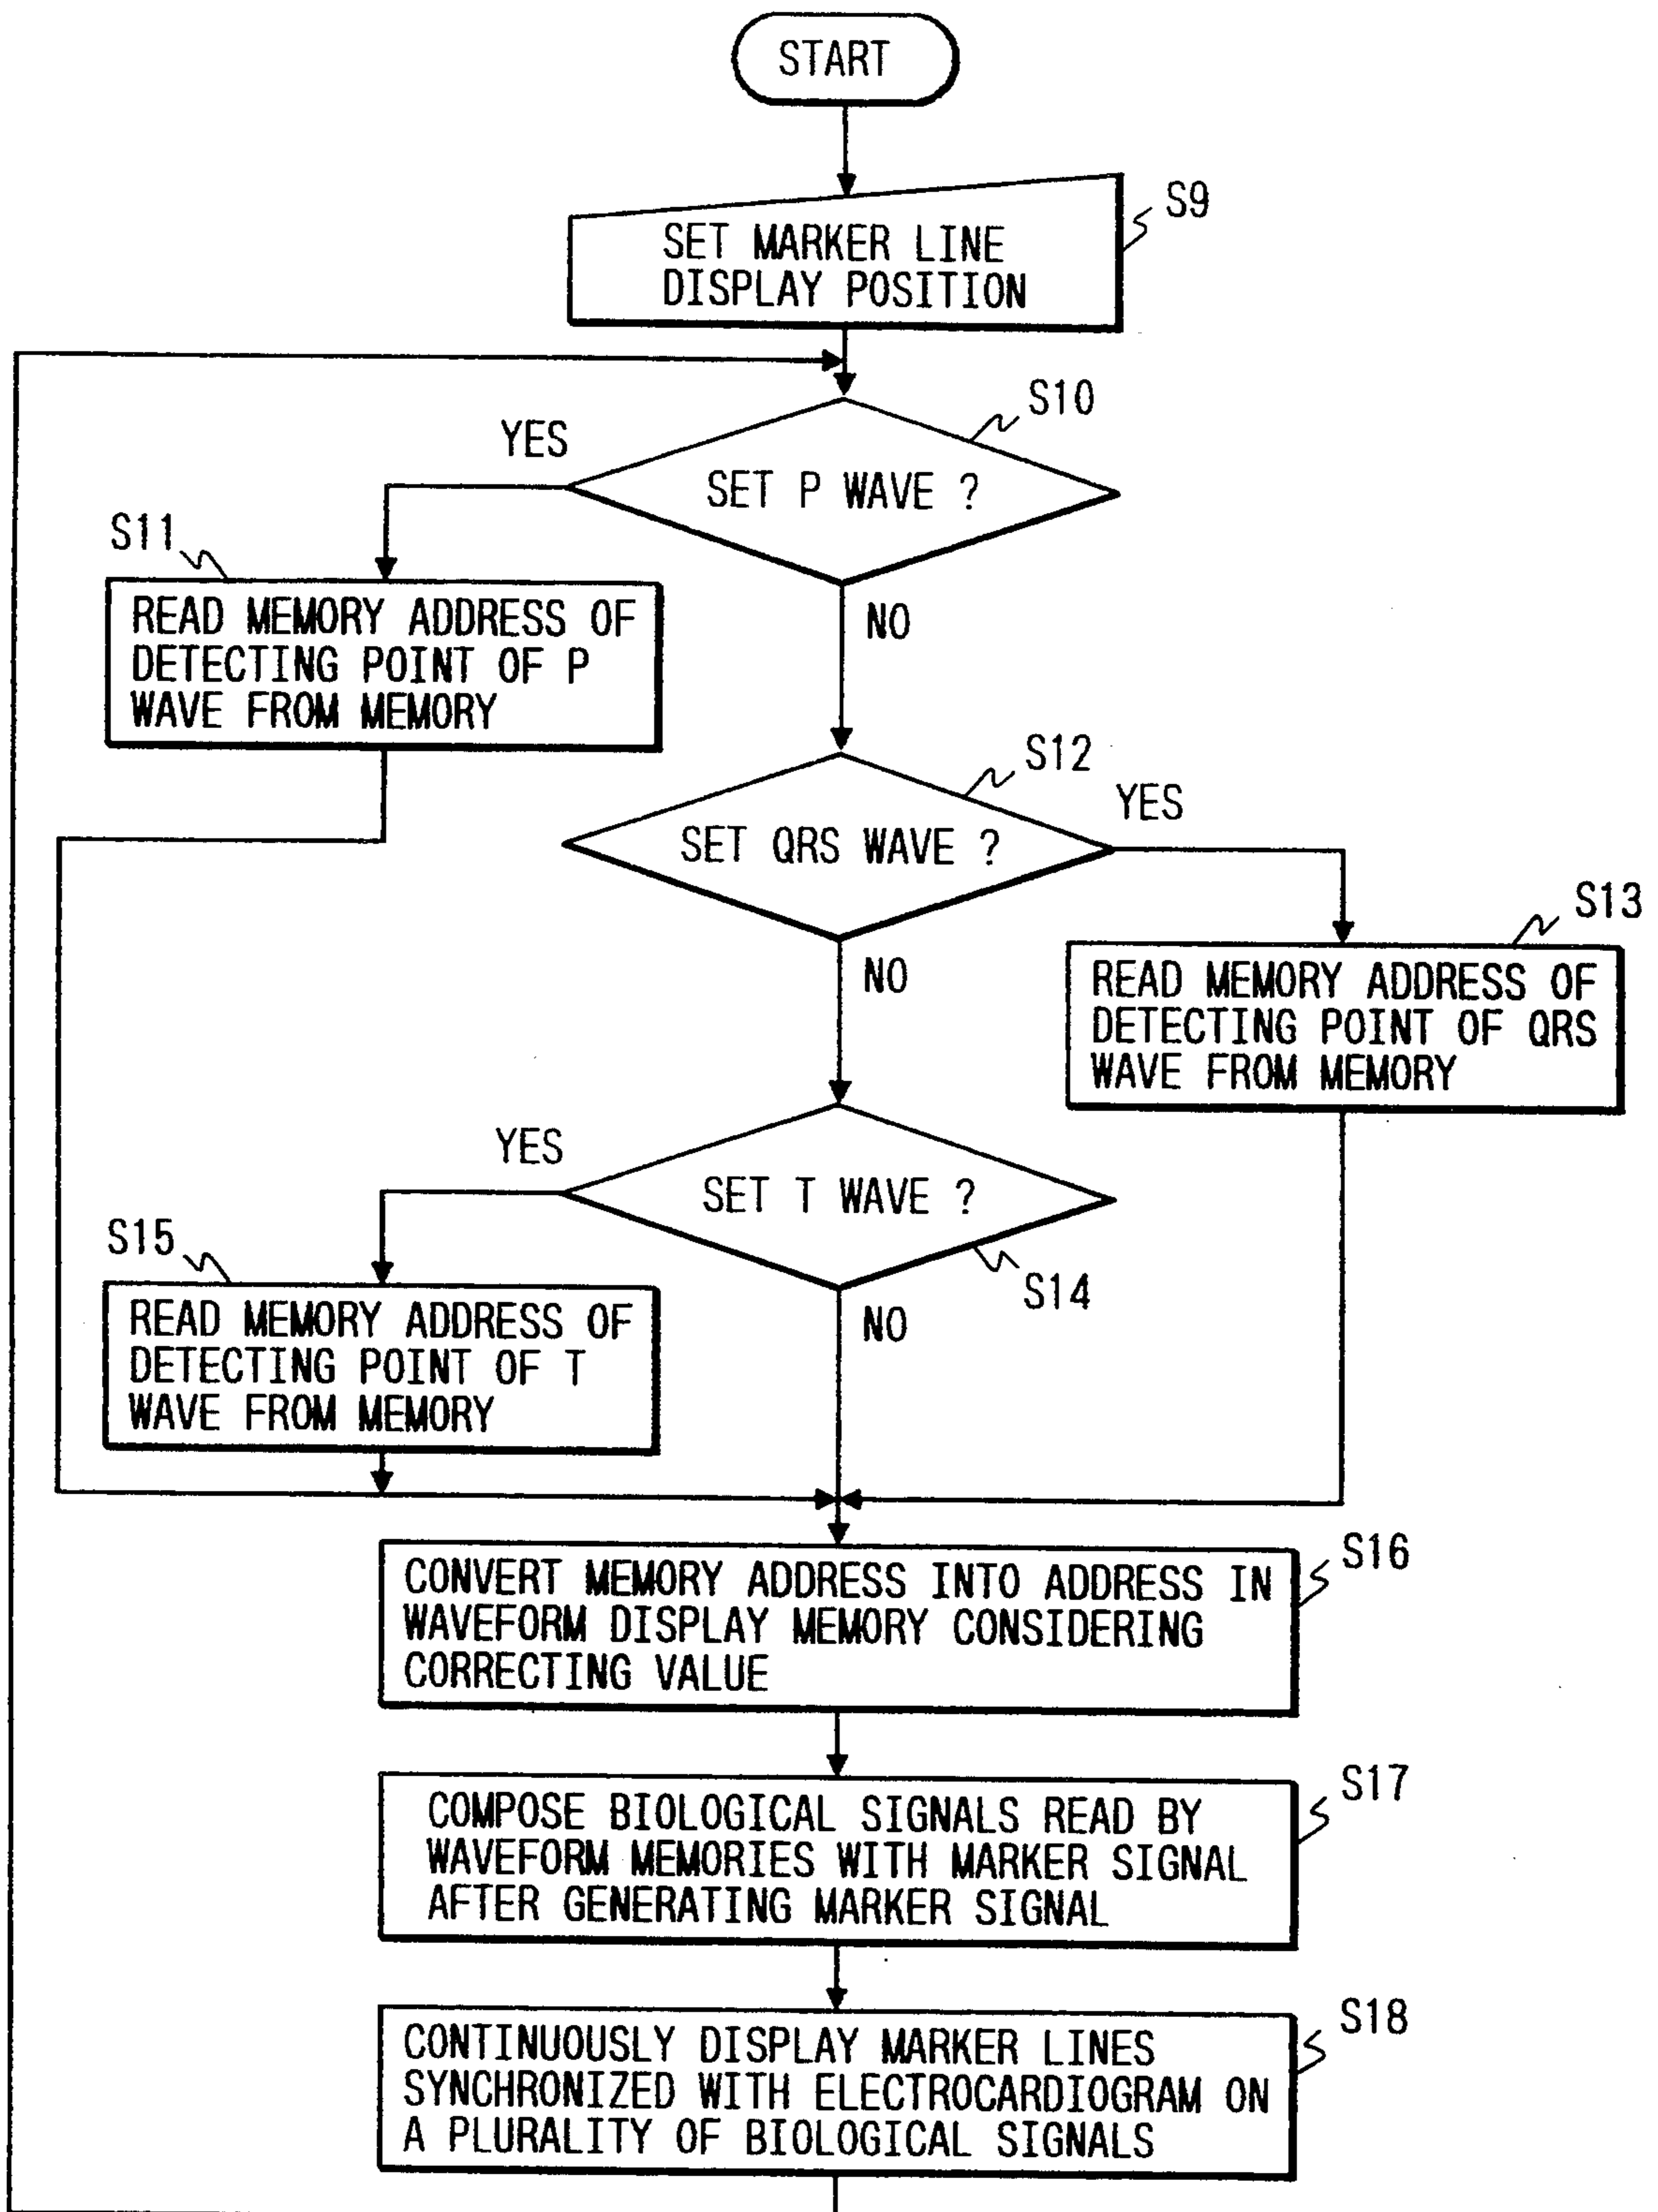 START
S9
SET MARKER LINE
DISPLAY POSITION
S10
YES
SET P WAVE ?
S11
NO
READ MEMORY ADDRESS OF
DETECTING POINT OF P
WAVE FROM MEMORY
S12
YES
SET QRS WAVE ?
S13
NO
READ MEMORY ADDRESS OF
DETECTING POINT OF QRS
WAVE FROM MEMORY
YES
SET T WAVE ?
S15
S14
NO
READ MEMORY ADDRESS OF
DETECTING POINT OF T
WAVE FROM MEMORY
S16
CONVERT MEMORY ADDRESS INTO ADDRESS IN
WAVEFORM DISPLAY MEMORY CONSIDERING
CORRECTING VALUE
S17
COMPOSE BIOLOGICAL SIGNALS READ BY
WAVEFORM MEMORIES WITH MARKER SIGNAL
AFTER GENERATING MARKER SIGNAL
S18
CONTINUOUSLY DISPLAY MARKER LINES
SYNCHRONIZED WITH ELECTROCARDIOGRAM ON
A PLURALITY OF BIOLOGICAL SIGNALS